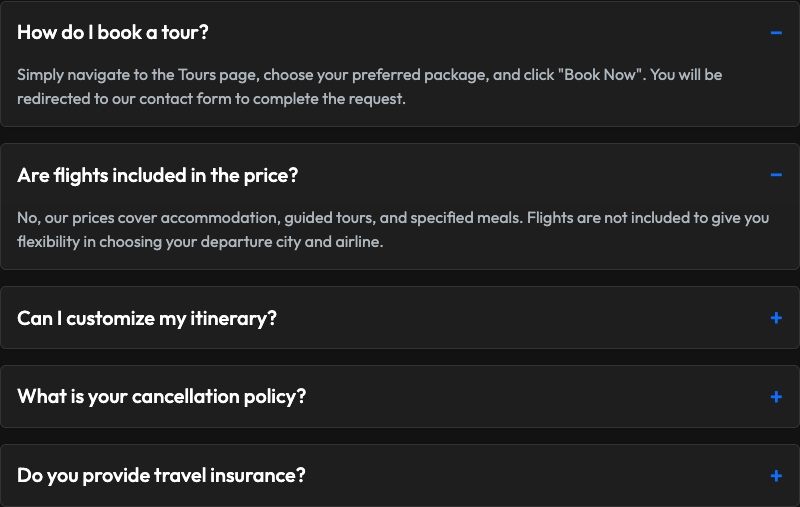 How do I book a tour?
Simply navigate to the Tours page, choose your preferred package, and click "Book Now". You will be
redirected to our contact form to complete the request.
Are flights included in the price?
No, our prices cover accommodation, guided tours, and specified meals. Flights are not included to give you
flexibility in choosing your departure city and airline.
Can I customize my itinerary?
What is your cancellation policy?
Do you provide travel insurance?